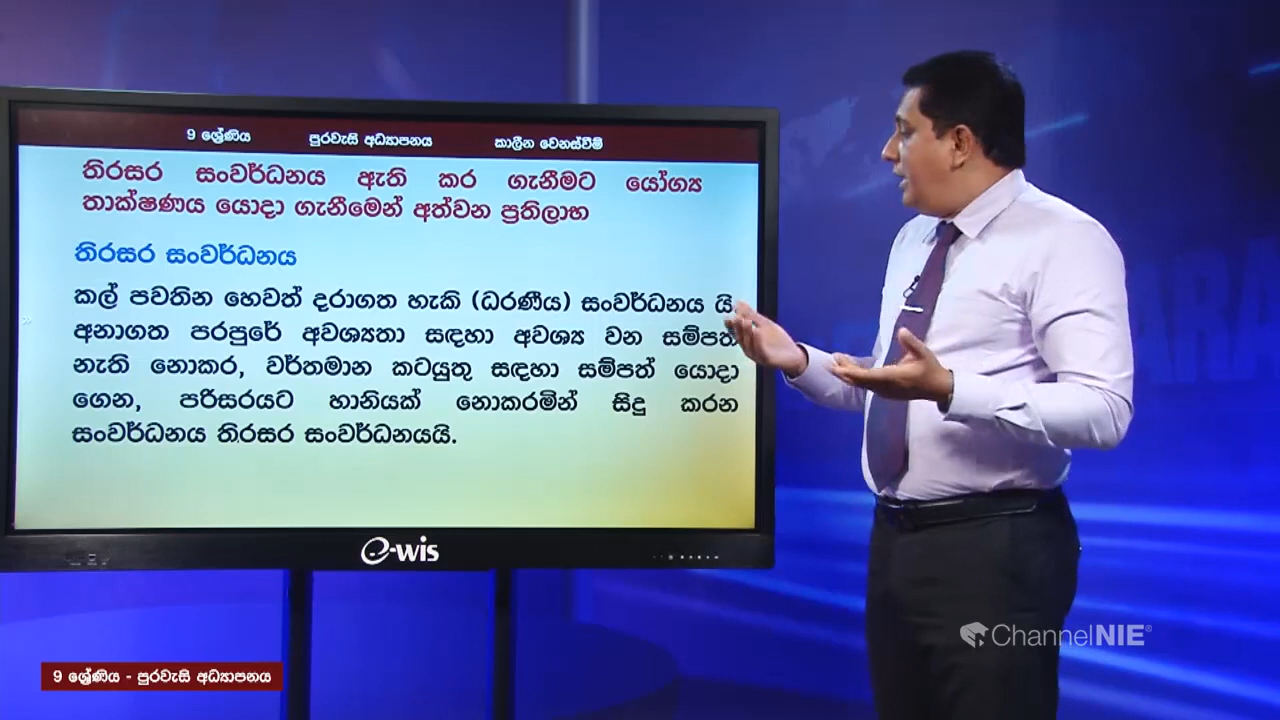 9 ශ්‍රේණිය පුරවැසි අධ්‍යාපනය කාලීන වෙනස්වීම්
තිරසර සංවර්ධනය ඇති කර ගැනීමට යෝග්‍ය
තාක්ෂණය යොදා ගැනීමෙන් අත්වන ප්‍රතිලාභ
තිරසර සංවර්ධනය
කල් පවතින හෙවත් දරාගත හැකි (ධරණීය) සංවර්ධනය යි.
අනාගත පරපුරේ අවශ්‍යතා සඳහා අවශ්‍ය වන සම්පත්
නැති නොකර, වර්තමාන කටයුතු සඳහා සම්පත් යොදා
ගෙන, පරිසරයට හානියක් නොකරමින් සිදු කරන
සංවර්ධනය තිරසර සංවර්ධනයයි.
e-wis
ChannelNIE®
9 ශ්‍රේණිය - පුරවැසි අධ්‍යාපනය